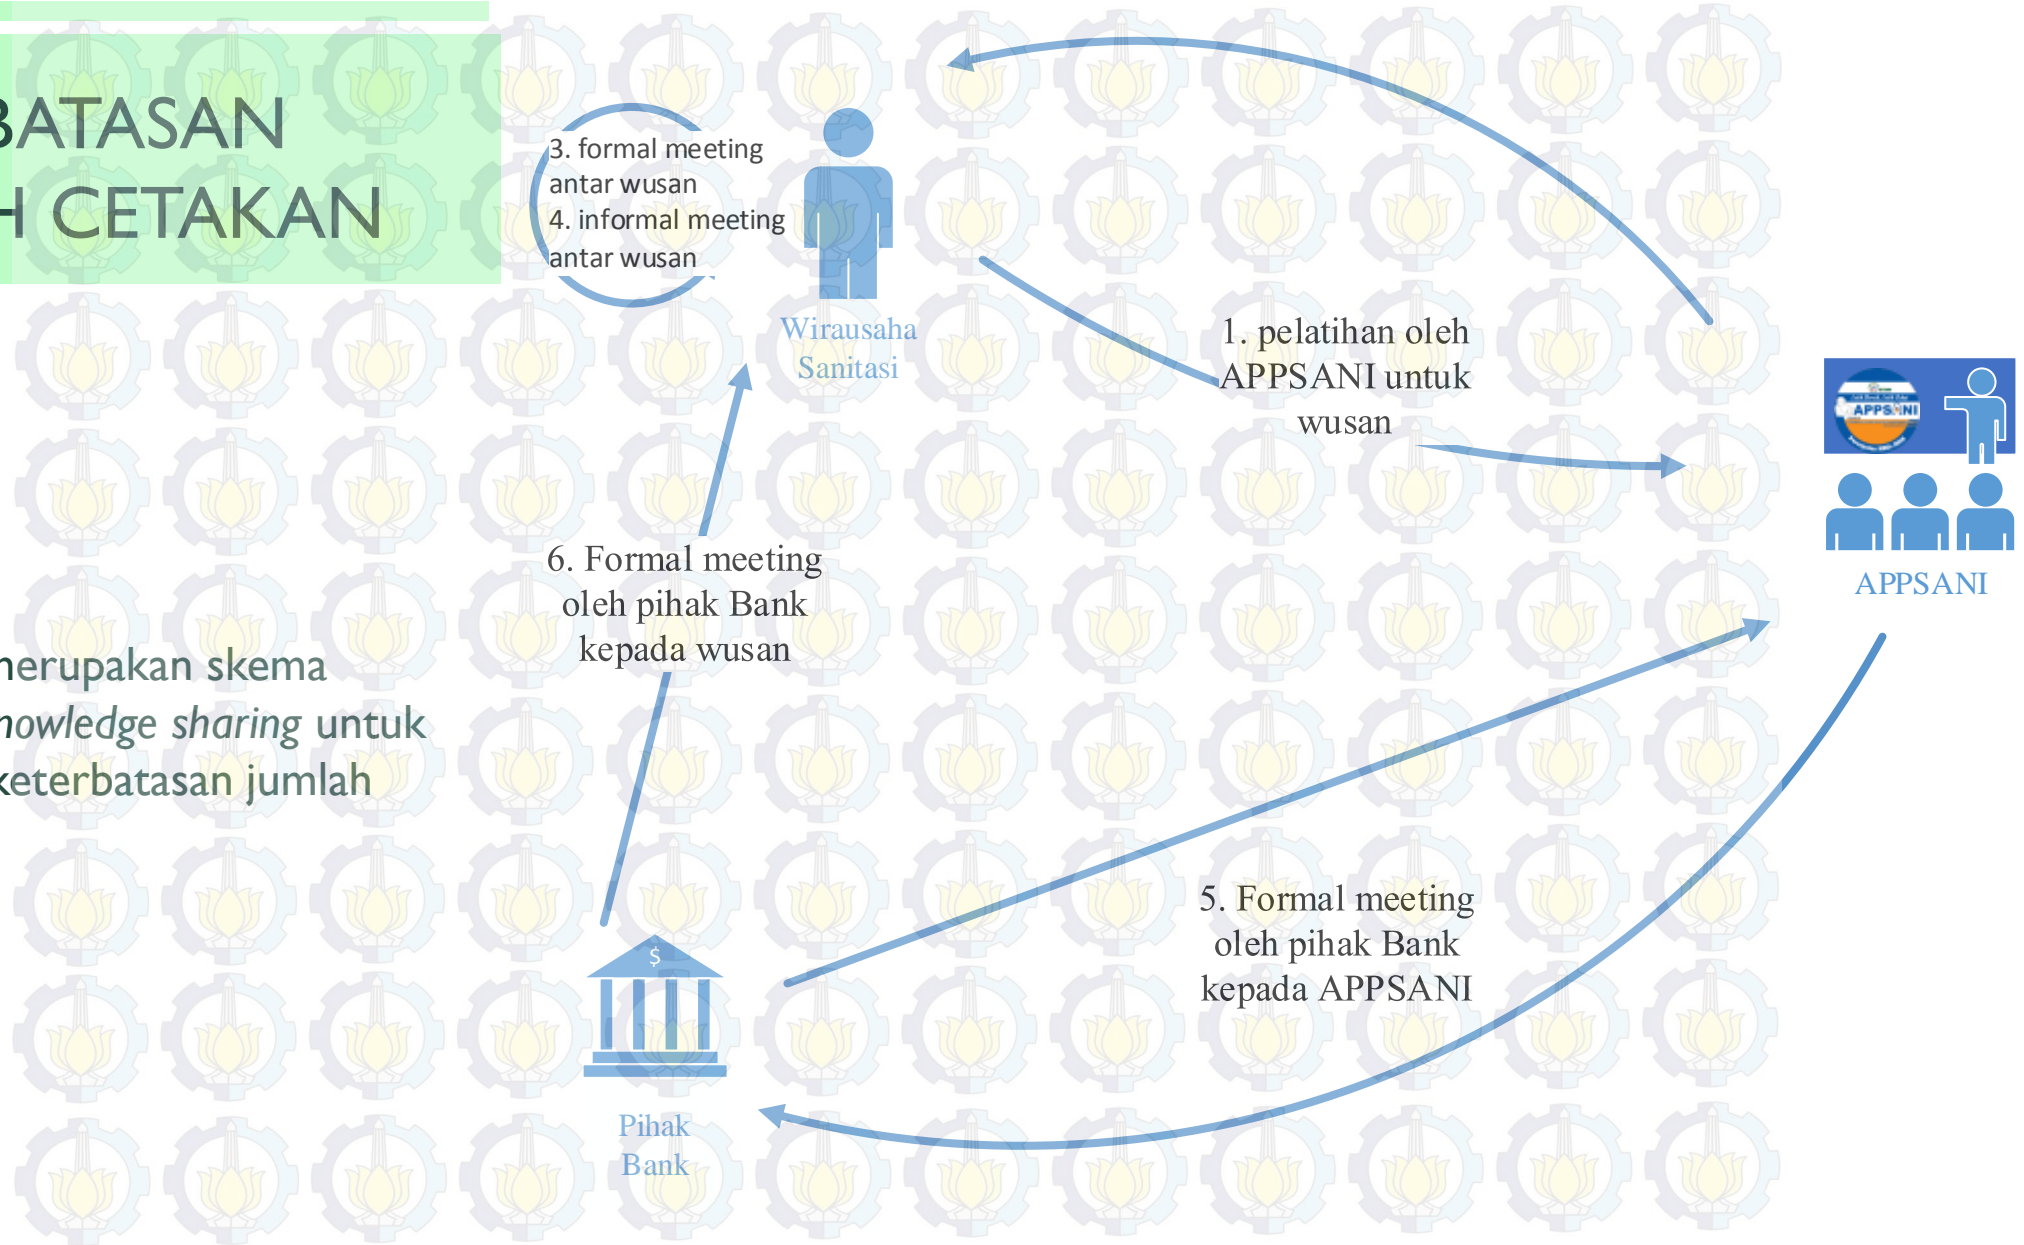 BATASAN
H CETAKAN
3. formal meeting
antar wusan
4. informal meeting
antar wusan
Wirausaha
Sanitasi
1. pelatihan oleh
APPSANI untuk
wusan
APPSANI
APPSANI
6. Formal meeting
oleh pihak Bank
kepada wusan
nerupakan skema
nowledge sharing untuk
keterbatasan jumlah
5. Formal meeting
oleh pihak Bank
kepada APPSANI
$
Pihak
Bank